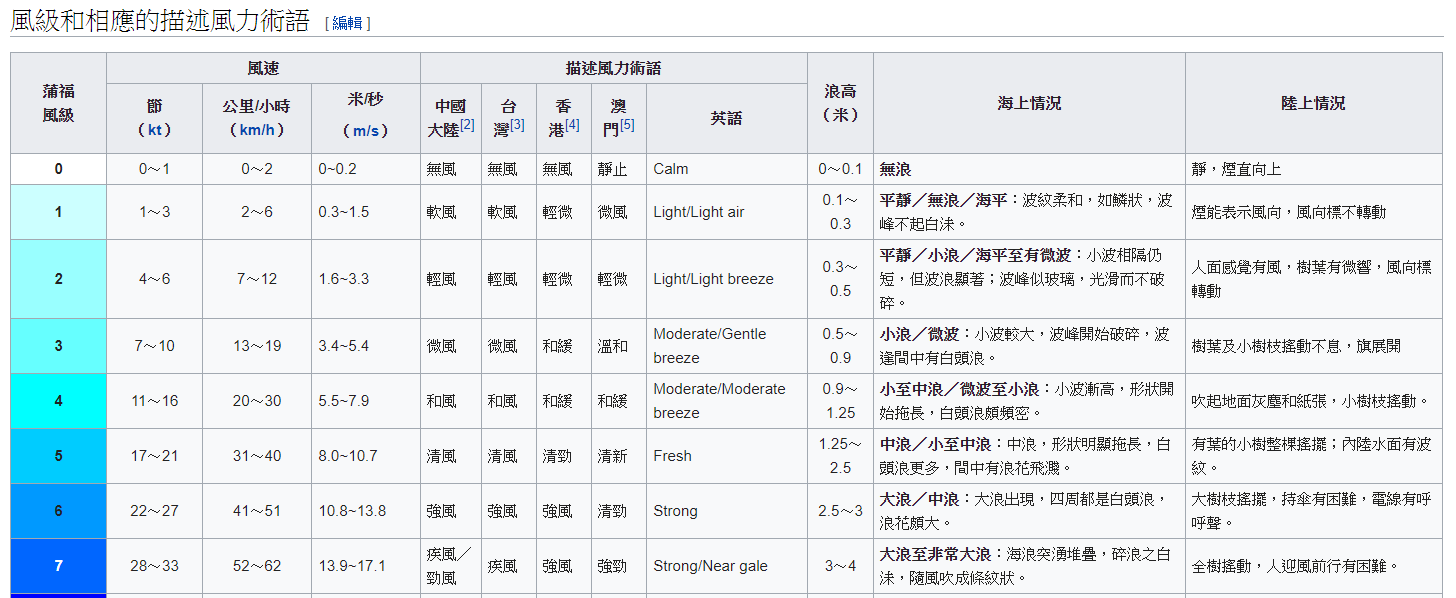 風級和相應的描述風力術語 [編輯]
蒲福風級 風速 描述風力術語 浪高（米） 海上情況 陸上情況
節（kt） 公里/小時（km/h） 米/秒（m/s） 中國大陸[2] 台灣[3] 香港[4] 澳門[5] 英語
0 0～1 0～2 0~0.2 無風 無風 無風 靜止 Calm 0～0.1 無浪 靜，煙直向上
1 1～3 2～6 0.3~1.5 軟風 軟風 輕微 微風 Light/Light air 0.1～0.3 平靜／無浪／海平：波紋柔和，如鱗狀，波峰不起白沫。 煙能表示風向，風向標不轉動
2 4～6 7～12 1.6~3.3 輕風 輕風 輕微 輕微 Light/Light breeze 0.3～0.5 平靜／小浪／海平至有微波：小波相隔仍短，但波浪顯著；波峰似玻璃，光滑而不破碎。 人面感覺有風，樹葉有微響，風向標轉動
3 7～10 13～19 3.4~5.4 微風 微風 和緩 溫和 Moderate/Gentle breeze 0.5～0.9 小浪／微波：小波較大，波峰開始破碎，波逢間中有白頭浪。 樹葉及小樹枝搖動不息，旗展開
4 11～16 20～30 5.5~7.9 和風 和風 和緩 和緩 Moderate/Moderate breeze 0.9～1.25 小至中浪／微波至小浪：小波漸高，形狀開始拖長，白頭浪頗頻密。 吹起地面灰塵和紙張，小樹枝搖動。
5 17～21 31～40 8.0~10.7 清風 清風 清勁 清新 Fresh 1.25～2.5 中浪／小至中浪：中浪，形狀明顯拖長，白頭浪更多，間中有浪花飛濺。 有葉的小樹整棵搖擺；內陸水面有波紋。
6 22～27 41～51 10.8~13.8 強風 強風 強風 清勁 Strong 2.5～3 大浪／中浪：大浪出現，四周都是白頭浪，浪花頗大。 大樹枝搖擺，持傘有困難，電線有呼呼聲。
7 28～33 52～62 13.9~17.1 疾風／勁風 疾風 強風 強勁 Strong/Near gale 3～4 大浪至非常大浪：海浪突湧堆疊，碎浪之白沫，隨風吹成條紋狀。 全樹搖動，人迎風前行有困難。